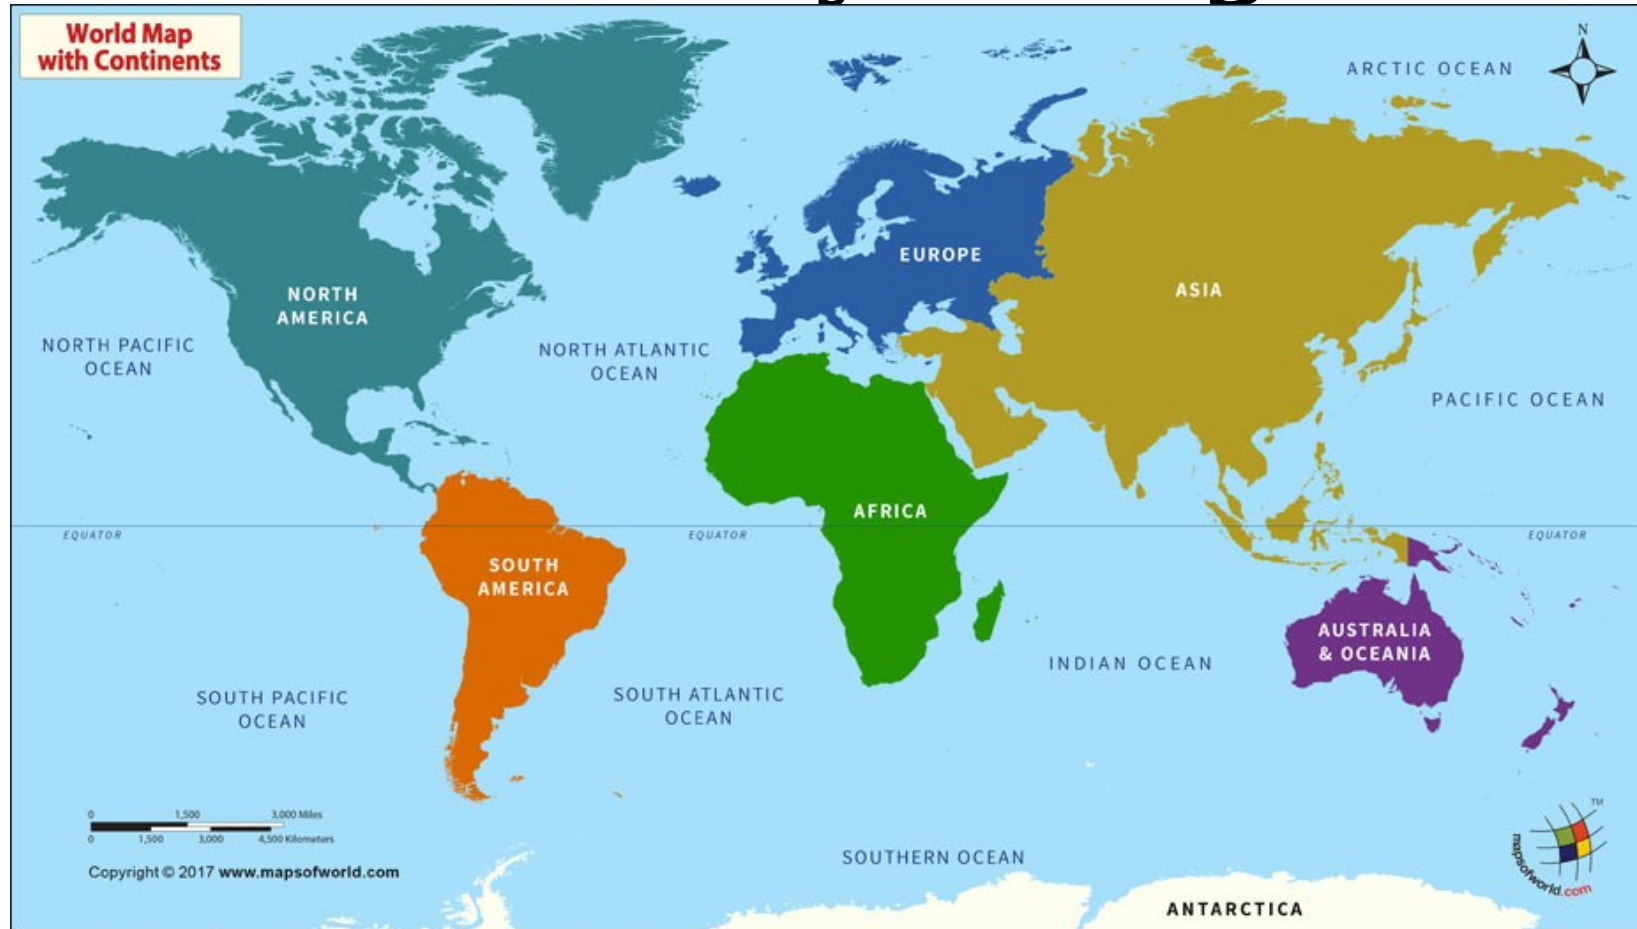 World Map
with Continents
N
ARCTIC OCEAN
EUROPE
ASIA
NORTH
AMERICA
NORTH PACIFIC
OCEAN
NORTH ATLANTIC
OCEAN
PACIFIC OCEAN
AFRICA
EQUATOR
EQUATOR
EQUATOR
SOUTH
AMERICA
AUSTRALIA
& OCEANIA
INDIAN OCEAN
SOUTH PACIFIC
OCEAN
SOUTH ATLANTIC
OCEAN
0 1,500 3,000 Miles
0 1,500 3,000 4,500 Kilometers
Copyright © 2017 www.mapsofworld.com
SOUTHERN OCEAN
ANTARCTICA
TM
mapsofworld.com